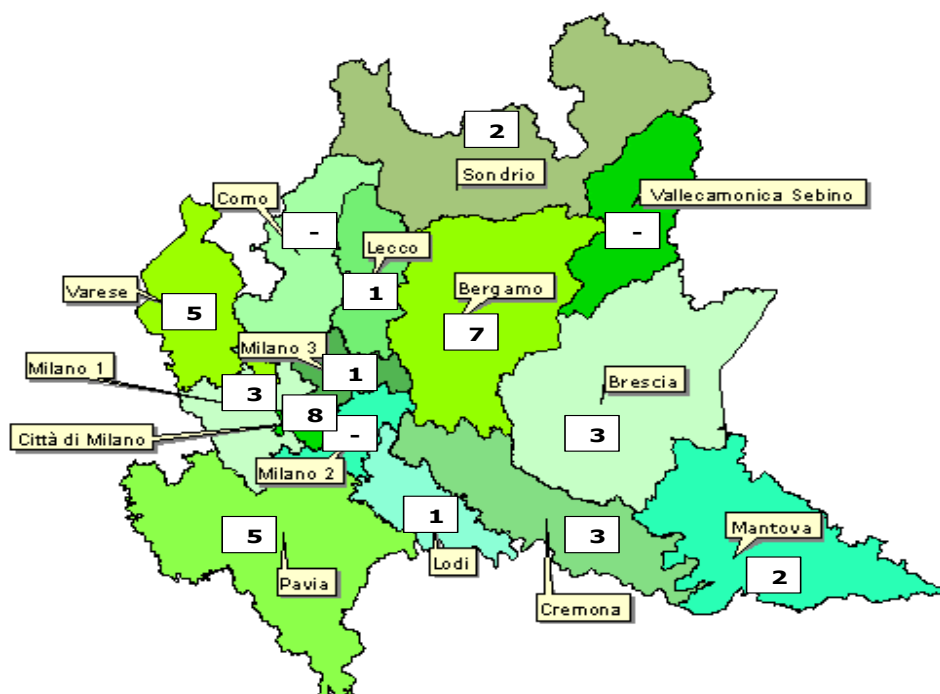 2
Sondrio
Como
Vallecamonica Sebino
-
-
Lecco
Varese
1
Bergamo
5
7
Milano 3
Milano 1
1
3
Brescia
8
Città di Milano
-
3
Milano 2
1
5
3
Mantova
Lodi
2
Pavia
Cremona